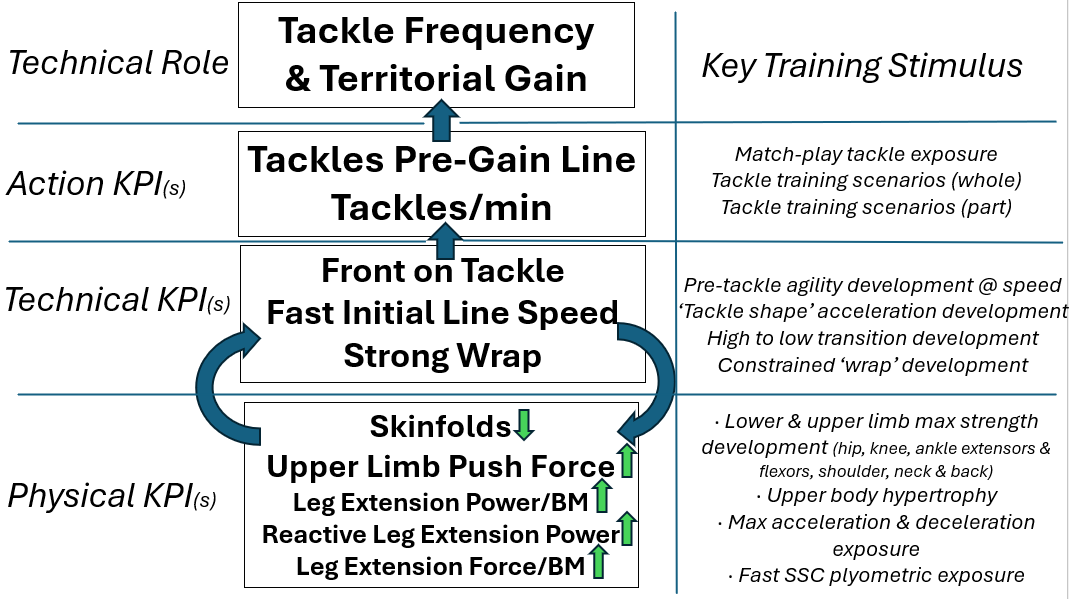 Technical Role
Tackle Frequency
& Territorial Gain
Key Training Stimulus
Action KPI(s)
Tackles Pre-Gain Line
Tackles/min
Match-play tackle exposure
Tackle training scenarios (whole)
Tackle training scenarios (part)
Technical KPI(s)
Front on Tackle
Fast Initial Line Speed
Strong Wrap
Pre-tackle agility development @ speed
‘Tackle shape’ acceleration development
High to low transition development
Constrained ‘wrap’ development
Physical KPI(s)
Skinfolds
Upper Limb Push Force
Leg Extension Power/BM
Reactive Leg Extension Power
Leg Extension Force/BM
· Lower & upper limb max strength
development (hip, knee, ankle extensors &
flexors, shoulder, neck & back)
· Upper body hypertrophy
· Max acceleration & deceleration
exposure
· Fast SSC plyometric exposure